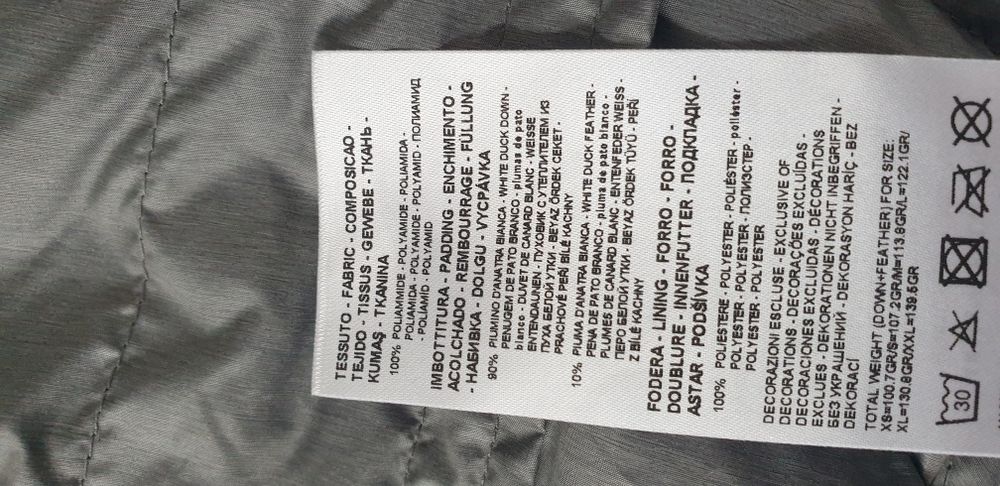 TESSUTO - FABRIC - COMPOSICAO -
TEJIDO - TISSUS - GEWEBE - ТКАНЬ -
KUMAŞ - TKANINA
100% POLIAMMIDE - POLYAMIDE - POLIAMIDA -
POLIAMIDA - POLYAMIDE - POLYAMID - ПОЛИАМИД
- POLİAMİD - POLYAMID
IMBOTTITURA - PADDING - ENCHIMENTO -
ACOLCHADO - REMBOURRAGE - FÜLLUNG
- НАБИВКА - DOLGU - VYCPÁVKA
90% PIUMINO D'ANATRA BIANCA - WHITE DUCK DOWN -
PENUGEM DE PATO BRANCO - plumas de pato
blanco - DUVET DE CANARD BLANC - WEISSE
ENTENDAUNEN - ПУХОВИК С УТЕПЛИТЕЛЕМ ИЗ
ПУХА БЕЛОЙ УТКИ - BEYAZ ÖRDEK CEKET -
PRACHOVÉ PEŘÍ BÍLÉ KACHNY
10% PIUMA D'ANATRA BIANCA - WHITE DUCK FEATHER -
PENA DE PATO BRANCO - pluma de pato blanco -
PLUMES DE CANARD BLANC - ENTENFEDER WEISS -
ПЕРО БЕЛОЙ УТКИ - BEYAZ ÖRDEK TÜYÜ - PEŘÍ
Z BÍLÉ KACHNY
FODERA - LINING - FORRO - FORRO -
DOUBLURE - INNENFUTTER - ПОДКЛАДКА -
ASTAR - PODŠÍVKA
100% POLIESTERE - POLYESTER - POLIÉSTER - poliéster -
POLYESTER - POLYESTER - ПОЛИЭСТЕР -
POLYESTER - POLYESTER
DECORAZIONI ESCLUSE - EXCLUSIVE OF
DECORATIONS - DECORAÇÕES EXCLUÍDAS -
DECORACIONES EXCLUIDAS - DÉCORATIONS
EXCLUES - DEKORATIONEN NICHT INBEGRIFFEN -
БЕЗ УКРАШЕНИЙ - DEKORASYON HARİÇ - BEZ
DEKORACÍ
TOTAL WEIGHT (DOWN+FEATHER) FOR SIZE:
XS=100.7GR/S=107.2GR/M=113.8GR/L=122.1GR/
XL=130.8GR/XXL=139.5GR
30